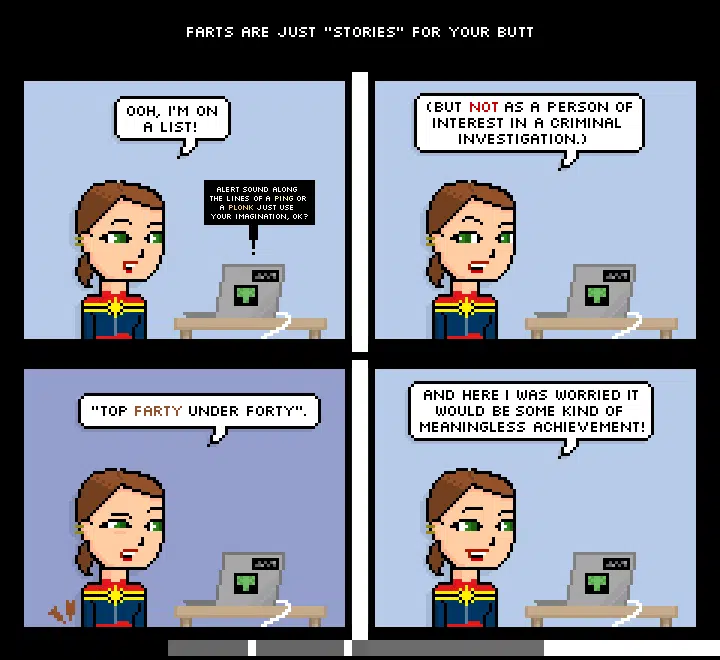 FARTS ARE JUST "STORIES" FOR YOUR BUTT
OOH, I'M ON
A LIST!
ALERT SOUND ALONG
THE LINES OF A PING OR
A PLONK JUST USE
YOUR IMAGINATION, OK?
(BUT NOT AS A PERSON OF
INTEREST IN A CRIMINAL
INVESTIGATION.)
"TOP FARTY UNDER FORTY".
AND HERE I WAS WORRIED IT
WOULD BE SOME KIND OF
MEANINGLESS ACHIEVEMENT!